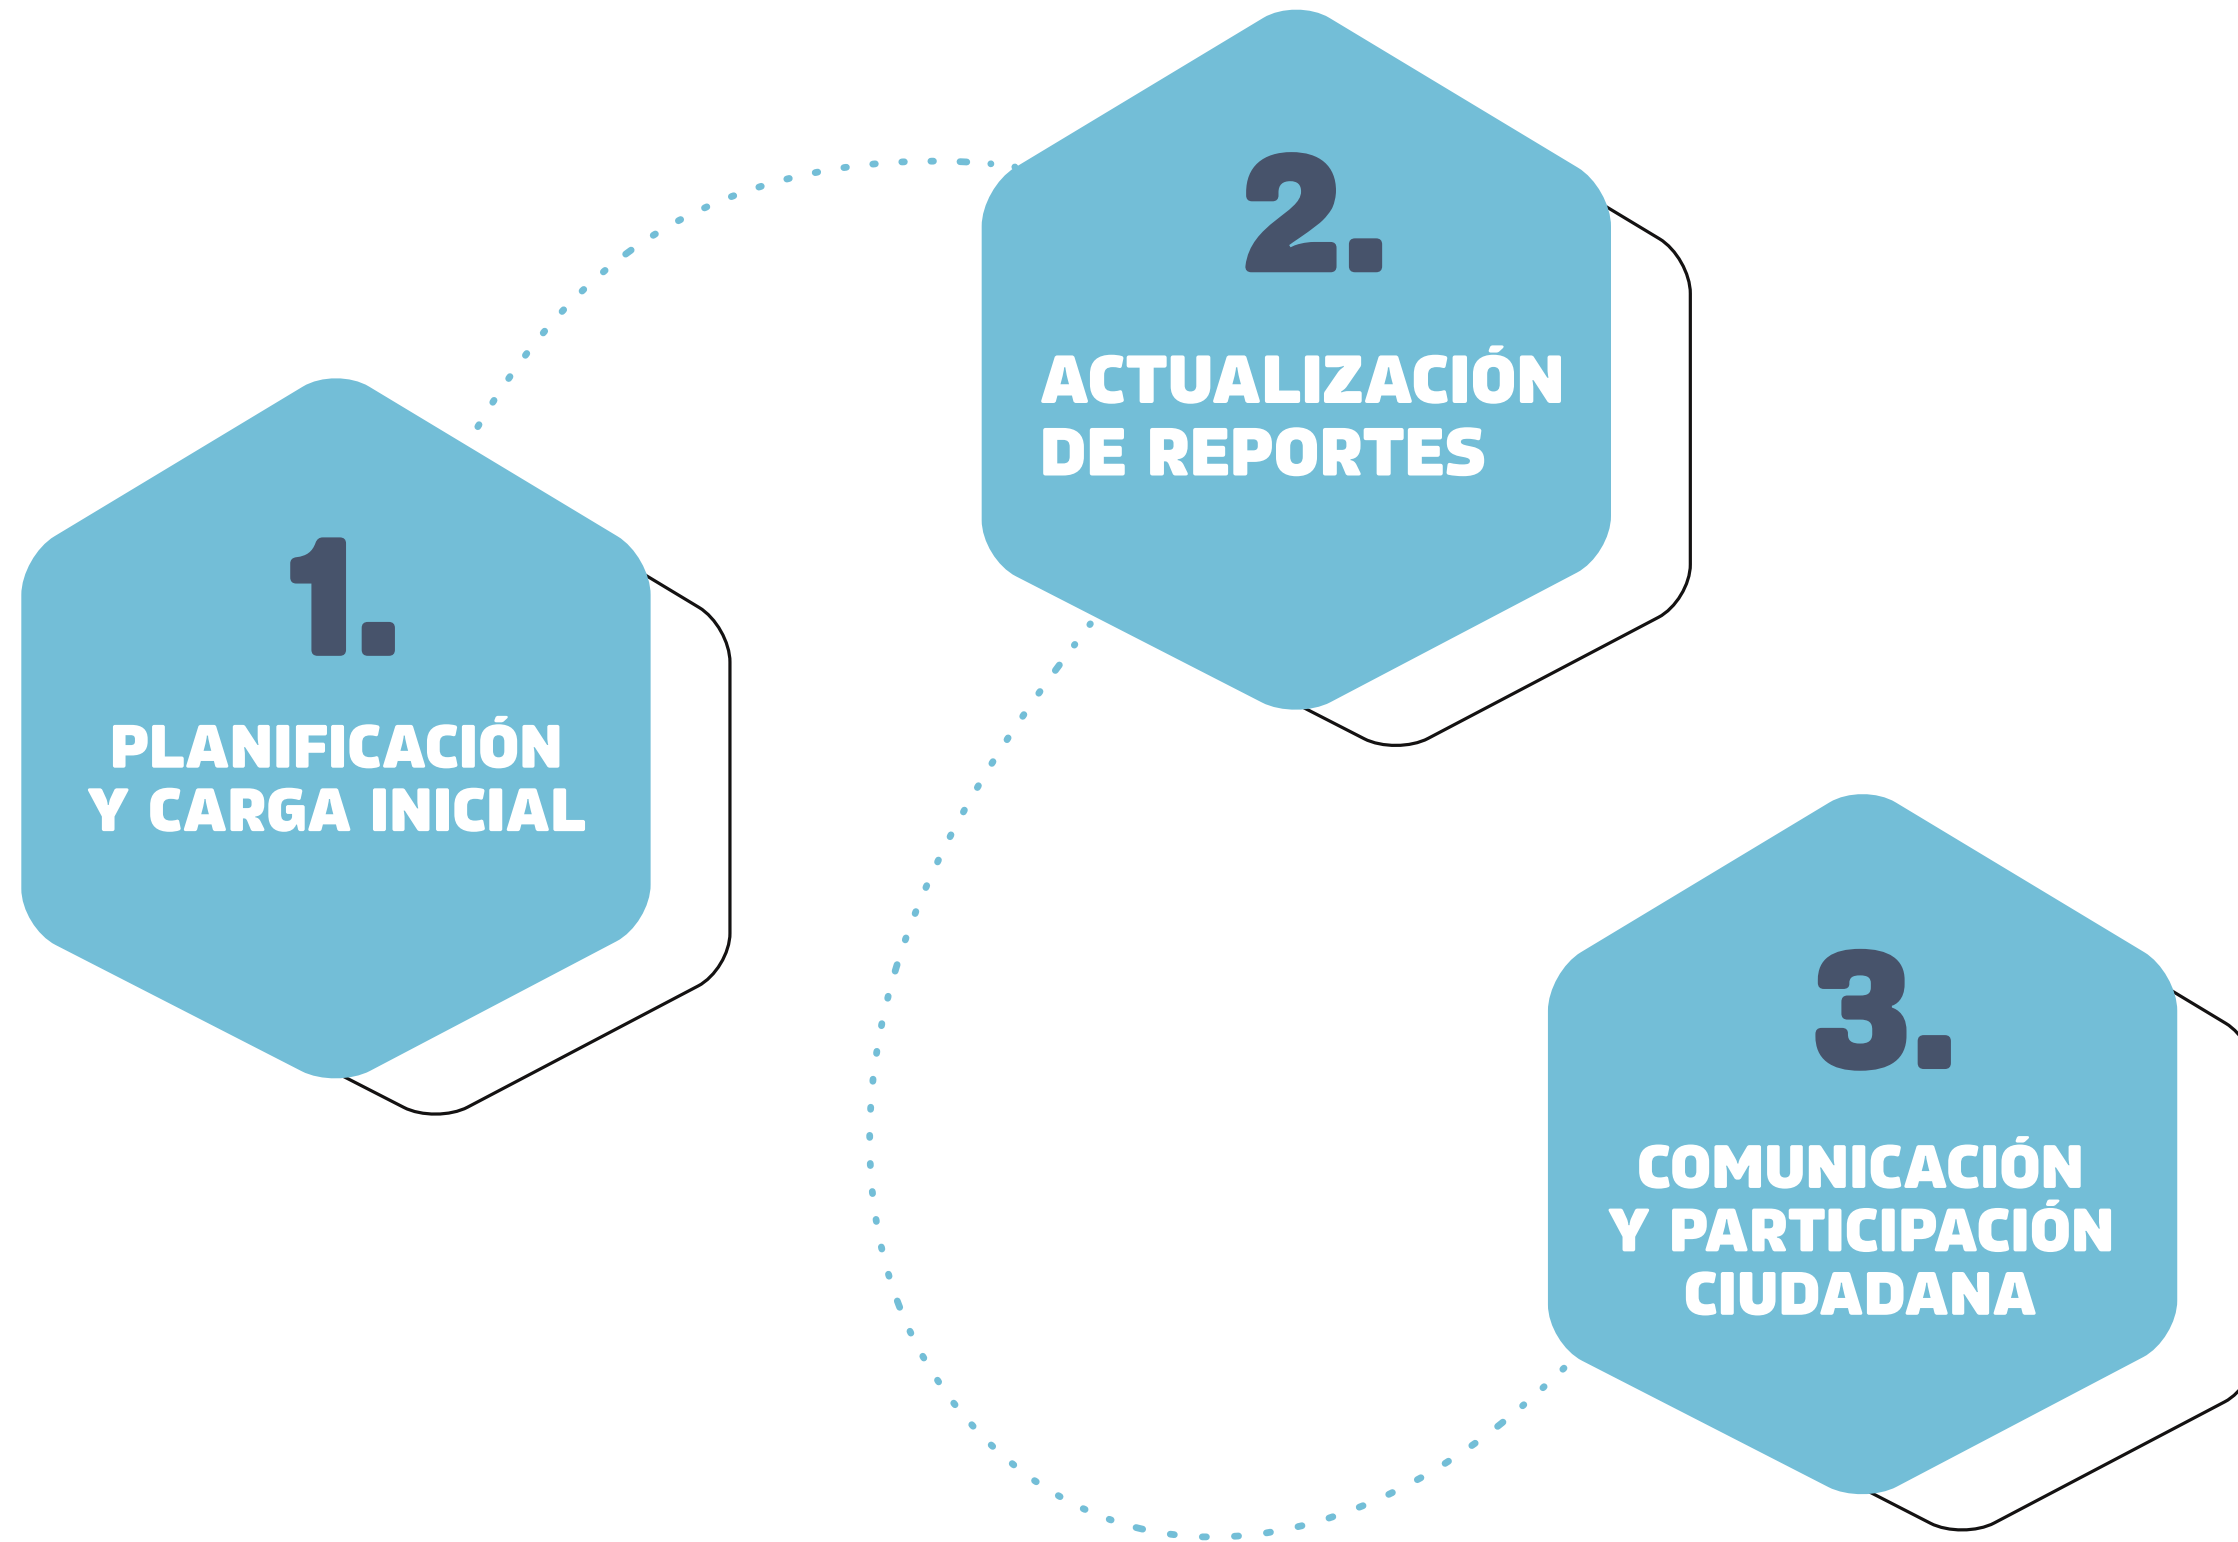 1.
PLANIFICACIÓN
Y CARGA INICIAL
2.
ACTUALIZACIÓN
DE REPORTES
3.
COMUNICACIÓN
Y PARTICIPACIÓN
CIUDADANA